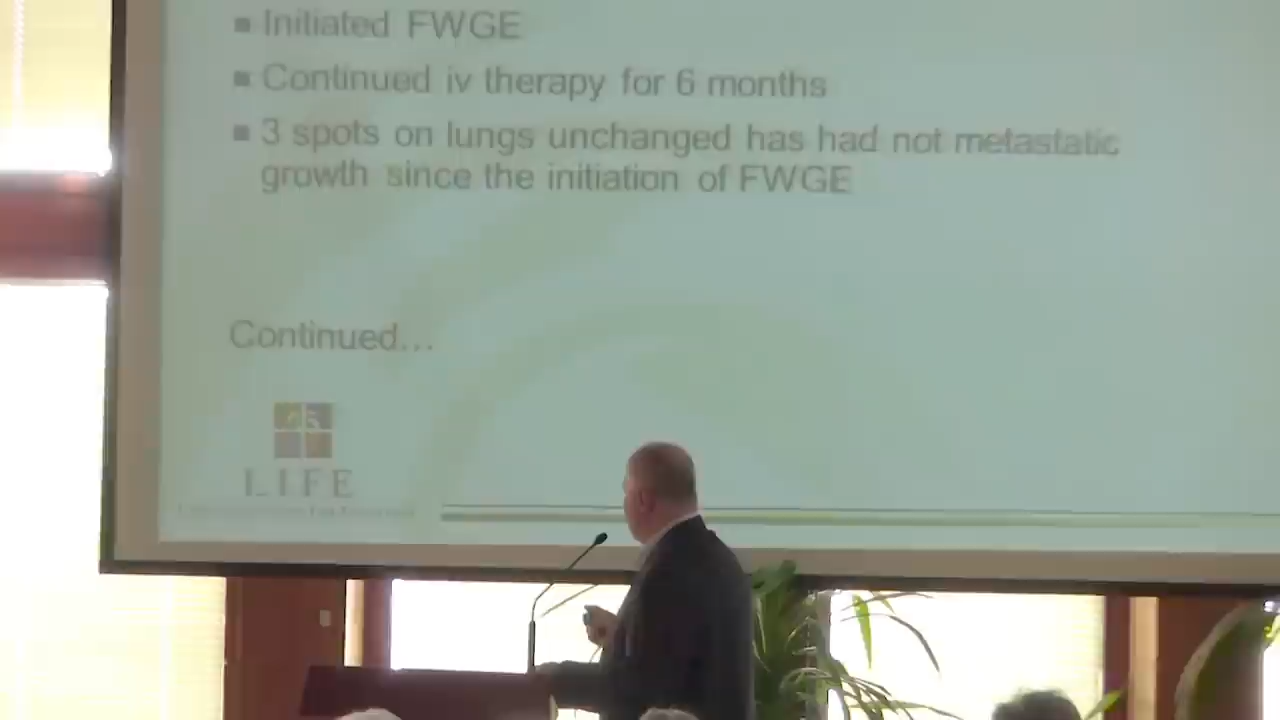 ■ Initiated FWGE
■ Continued iv therapy for 6 months
■ 3 spots on lungs unchanged has had not metastatic
growth since the initiation of FWGE
Continued...
LIFE